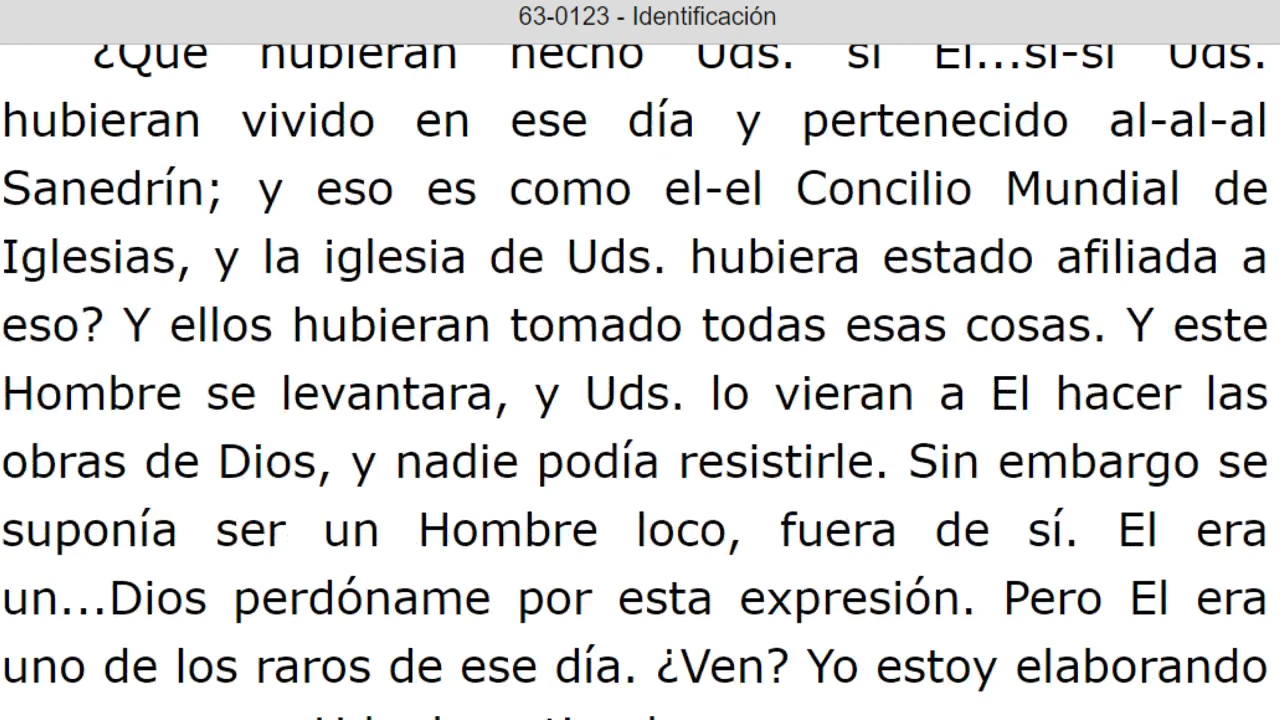 63-0123 - Identificación
¿Que hubieran hecho Uds. si El...si-si Uds.
hubieran vivido en ese día y pertenecido al-al-al
Sanedrín; y eso es como el-el Concilio Mundial de
Iglesias, y la iglesia de Uds. hubiera estado afiliada a
eso? Y ellos hubieran tomado todas esas cosas. Y este
Hombre se levantara, y Uds. lo vieran a El hacer las
obras de Dios, y nadie podía resistirle. Sin embargo se
suponía ser un Hombre loco, fuera de sí. El era
un...Dios perdóname por esta expresión. Pero El era
uno de los raros de ese día. ¿Ven? Yo estoy elaborando